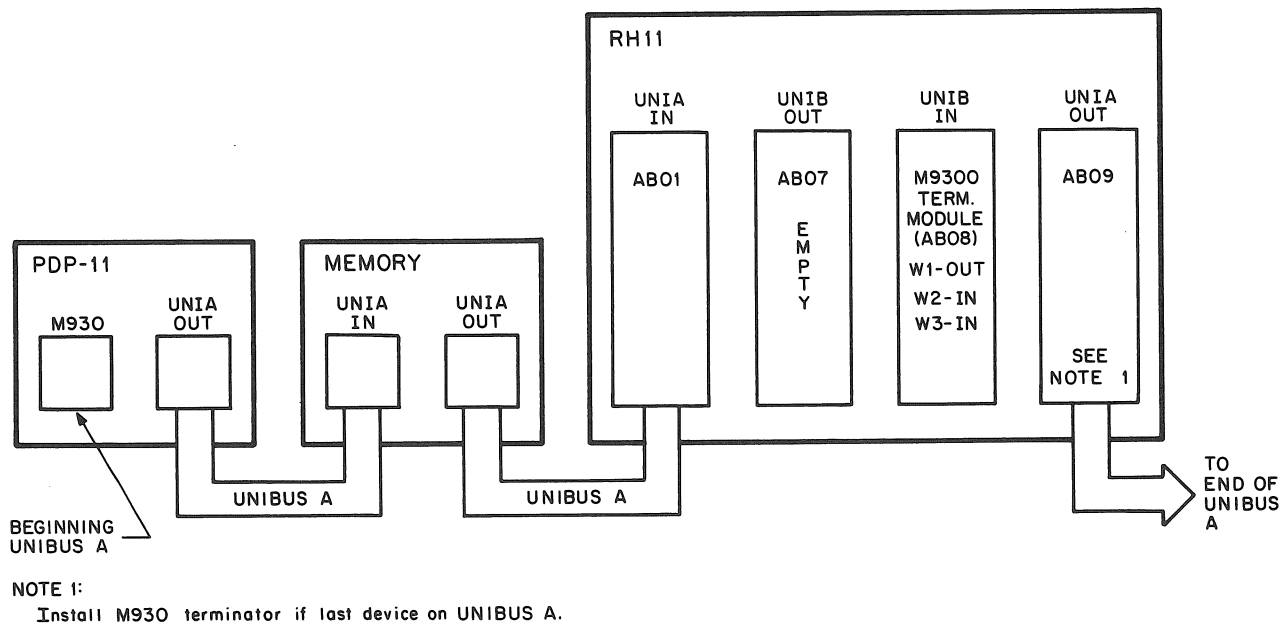 RH11
UNIA
IN
UNIB
OUT
UNIB
IN
UNIA
OUT
AB01
AB07
EMPTY
M9300
TERM.
MODULE
(AB08)
W1-OUT
W2-IN
W3-IN
AB09
SEE
NOTE 1
PDP-11
M930
UNIA
OUT
MEMORY
UNIA
IN
UNIA
OUT
UNIBUS A
UNIBUS A
TO
END OF
UNIBUS
A
BEGINNING
UNIBUS A
NOTE 1:
Install M930 terminator if last device on UNIBUS A.